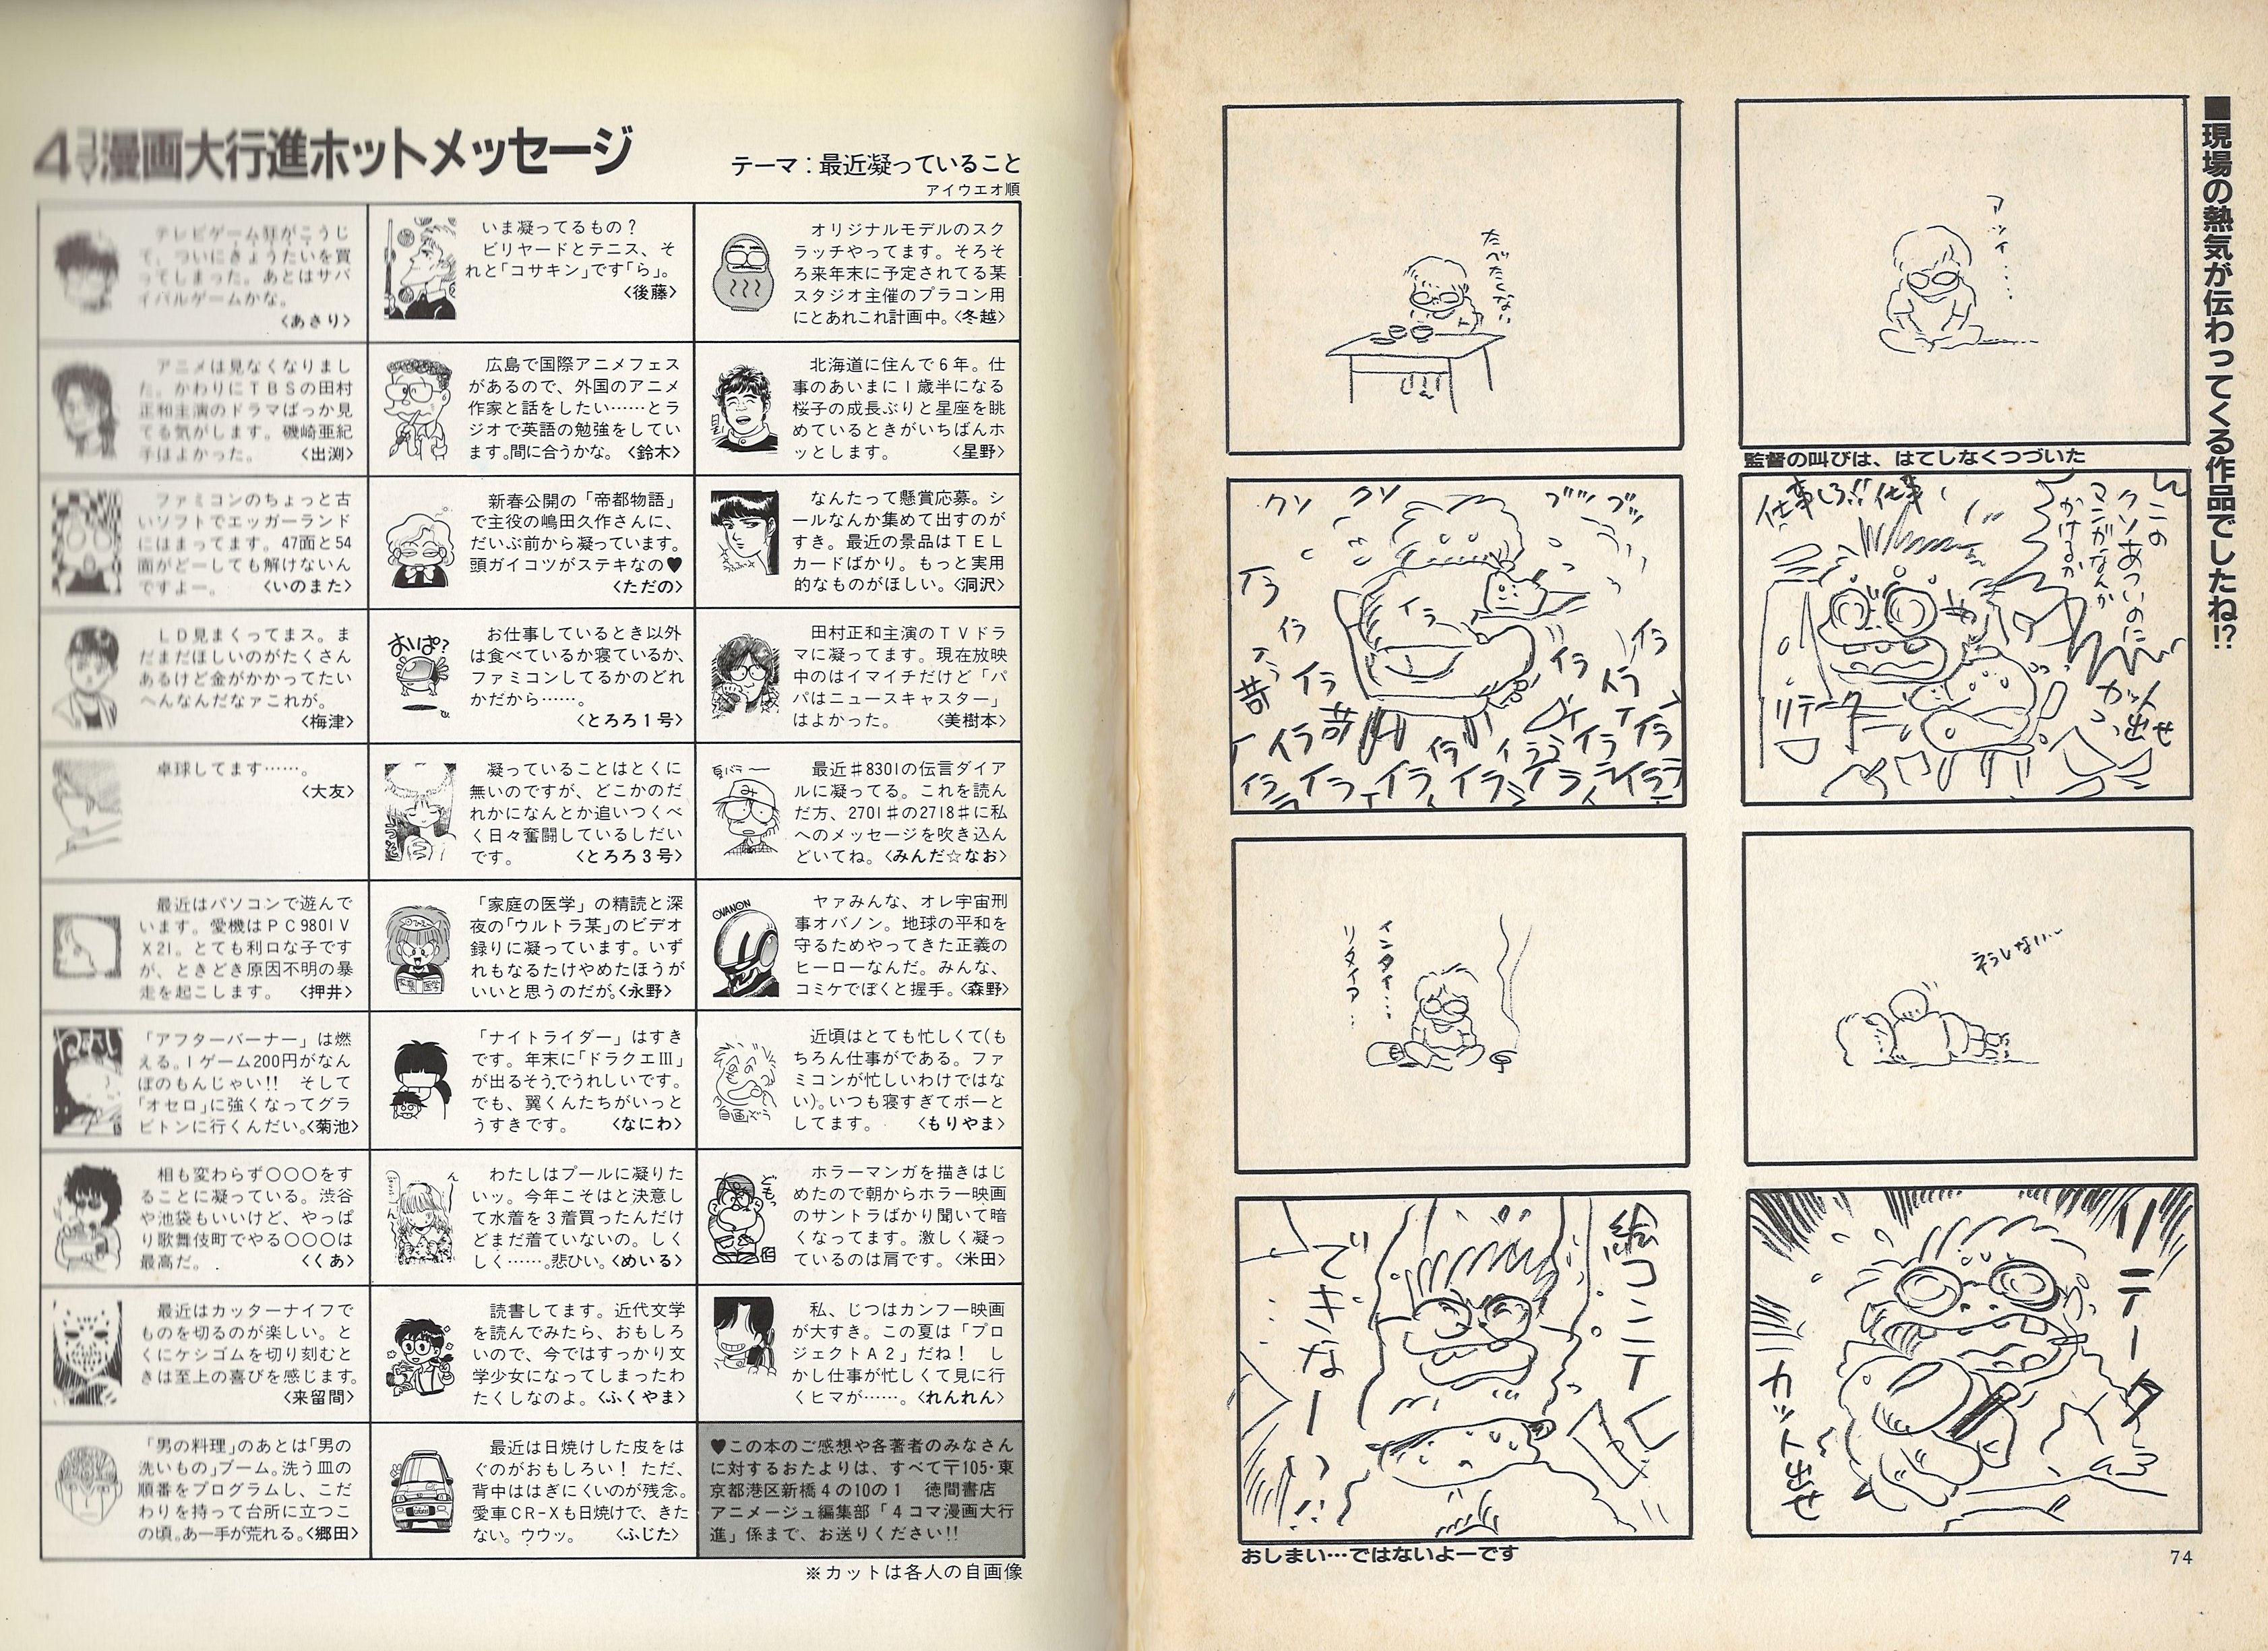 ■現場の熱気が伝わってくる作品でしたね!?
アツイ…
監督の叫びは、はてしなくつづいた
このクソあついのに
マンガなんか
かけるか
仕事しろ!!仕事
リテーク
カット出せ
ネラレない…
リテーク
カット出せ
74
たべたくない
クソ クソ ブツブツ
イラ イラ イラ イラ
苛
イラ イラ 苛 イラ イラ イラ
イラ イラ イラ イラ イラ イラ
インタイ…
リタイア…
絵コンテ
できなーい
おしまい…ではないよーです
4コマ漫画大行進ホットメッセージ
テーマ:最近凝っていること
アイウエオ順
テレビゲーム狂がこうじ
て、ついにきょうたいを買
ってしまった。あとはサバ
イバルゲームかな。
〈あさり〉
アニメは見なくなりまし
た。かわりにTBSの田村
正和主演のドラマばっか見
てる気がします。磯崎亜紀
子はよかった。〈出渕〉
ファミコンのちょっと古
いソフトでエッガーランド
にはまってます。47面と54
面がどーしても解けないん
ですよー。〈いのまた〉
LD見まくってまス。ま
だまだほしいのがたくさん
あるけど金がかかってたい
へんなんだなァこれが。
〈梅津〉
卓球してます……。
〈大友〉
最近はパソコンで遊んで
います。愛機はPC9801V
X21。とても利口な子です
が、ときどき原因不明の暴
走を起こします。〈押井〉
「アフターバーナー」は燃
える。1ゲーム200円がなん
ぼのもんじゃい!! そして
「オセロ」に強くなってグラ
ビトンに行くんだい。〈菊池〉
相も変わらず〇〇〇をす
ることに凝っている。渋谷
や池袋もいいけど、やっぱ
り歌舞伎町でやる〇〇〇は
最高だ。〈くあ〉
最近はカッターナイフで
ものを切るのが楽しい。と
くにケシゴムを切り刻むと
きは至上の喜びを感じます。
〈来留間〉
「男の料理」のあとは「男の
洗いもの」ブーム。洗う皿の
順番をプログラムし、こだ
わりを持って台所に立つこ
の頃。あー手が荒れる。〈郷田〉
いま凝ってるもの?
ビリヤードとテニス、そ
れと「コサキン」です「ら」。
〈後藤〉
広島で国際アニメフェス
があるので、外国のアニメ
作家と話をしたい……とラ
ジオで英語の勉強をしてい
ます。間に合うかな。〈鈴木〉
新春公開の「帝都物語」
で主役の嶋田久作さんに、
だいぶ前から凝っています。
頭ガイコツがステキなの♥
〈ただの〉
おいぱ?
お仕事しているとき以外
は食べているか寝ているか、
ファミコンしてるかのどれ
かだから……。
〈とろろ1号〉
凝っていることはとくに
無いのですが、どこかのだ
れかになんとか追いつくべ
く日々奮闘しているしだい
です。〈とろろ3号〉
「家庭の医学」の精読と深
夜の「ウルトラ某」のビデオ
録りに凝っています。いず
れもなるたけやめたほうが
いいと思うのだが。〈永野〉
「ナイトライダー」はすき
です。年末に「ドラクエⅢ」
が出るそうでうれしいです。
でも、翼くんたちがいっと
うすきです。〈なにわ〉
わたしはプールに凝りた
いッ。今年こそはと決意し
て水着を3着買ったんだけ
どまだ着ていないの。しく
しく……。悲ひい。〈めいる〉
読書してます。近代文学
を読んでみたら、おもしろ
いので、今ではすっかり文
学少女になってしまったわ
たくしなのよ。〈ふくやま〉
最近は日焼けした皮をは
ぐのがおもしろい! ただ、
背中ははぎにくいのが残念。
愛車CR-Xも日焼けで、きた
ない。ウウッ。〈ふじた〉
オリジナルモデルのスク
ラッチやってます。そろそ
ろ来年末に予定されてる某
スタジオ主催のプラコン用
にとあれこれ計画中。〈冬越〉
北海道に住んで6年。仕
事のあいまに1歳半になる
桜子の成長ぶりと星座を眺
めているときがいちばんホ
ッとします。〈星野〉
なんたって懸賞応募。シ
ールなんか集めて出すのが
すき。最近の景品はTEL
カードばかり。もっと実用
的なものがほしい。〈洞沢〉
田村正和主演のTVドラ
マに凝ってます。現在放映
中のはイマイチだけど「パ
パはニュースキャスター」
はよかった。〈美樹本〉
夏バテー
最近♯8301の伝言ダイア
ルに凝ってる。これを読ん
だ方、2701♯の2718♯に私
へのメッセージを吹き込ん
どいてね。〈みんだ☆なお〉
OVANON
ヤァみんな、オレ宇宙刑
事オバノン。地球の平和を
守るためやってきた正義の
ヒーローなんだ。みんな、
コミケでぼくと握手。〈森野〉
自画ぞう
近頃はとても忙しくて(も
ちろん仕事がである。ファ
ミコンが忙しいわけではな
い)。いつも寝すぎてボーと
してます。〈もりやま〉
どもっ
ホラーマンガを描きはじ
めたので朝からホラー映画
のサントラばかり聞いて暗
くなってます。激しく凝っ
ているのは肩です。〈米田〉
私、じつはカンフー映画
が大すき。この夏は「プロ
ジェクトA2」だね! し
かし仕事が忙しくて見に行
くヒマが……。〈れんれん〉
♥この本のご感想や各著者のみなさん
に対するおたよりは、すべて〒105・東
京都港区新橋4の10の1 徳間書店
アニメージュ編集部「4コマ漫画大行
進」係まで、お送りください!!
※カットは各人の自画像